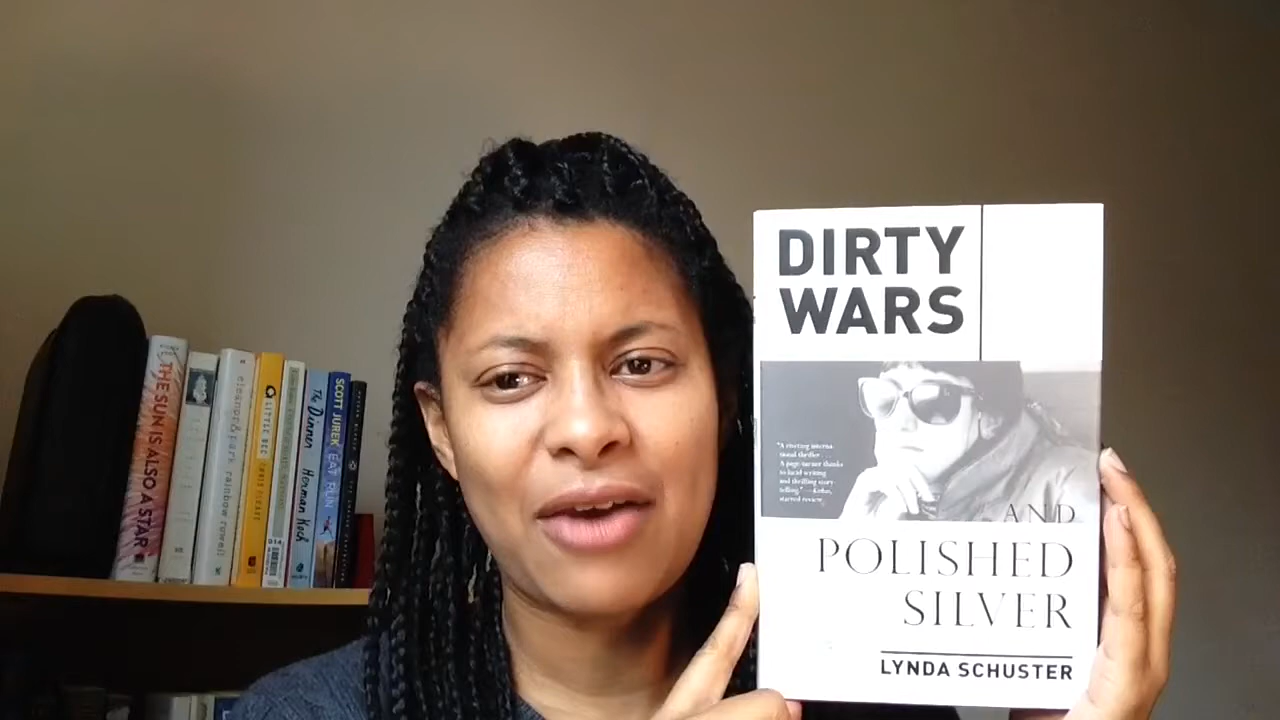 THE SUN IS ALSO A STAR
eleanor & park rainbow rowell
LITTLE BEE
The Dinner Herman Koch
SCOTT JUREK EAT & RUN
DIRTY
WARS
"A riveting interna-
tional thriller . . .
A page-turner thanks
to lucid writing
and thrilling story-
telling."—Kirkus,
starred review
AND
POLISHED
SILVER
LYNDA SCHUSTER